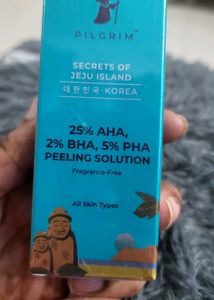 PILGRIM™
SECRETS OF
JEJU ISLAND
대한민국·KOREA
25% AHA,
2% BHA, 5% PHA
PEELING SOLUTION
Fragrance-Free
All Skin Types